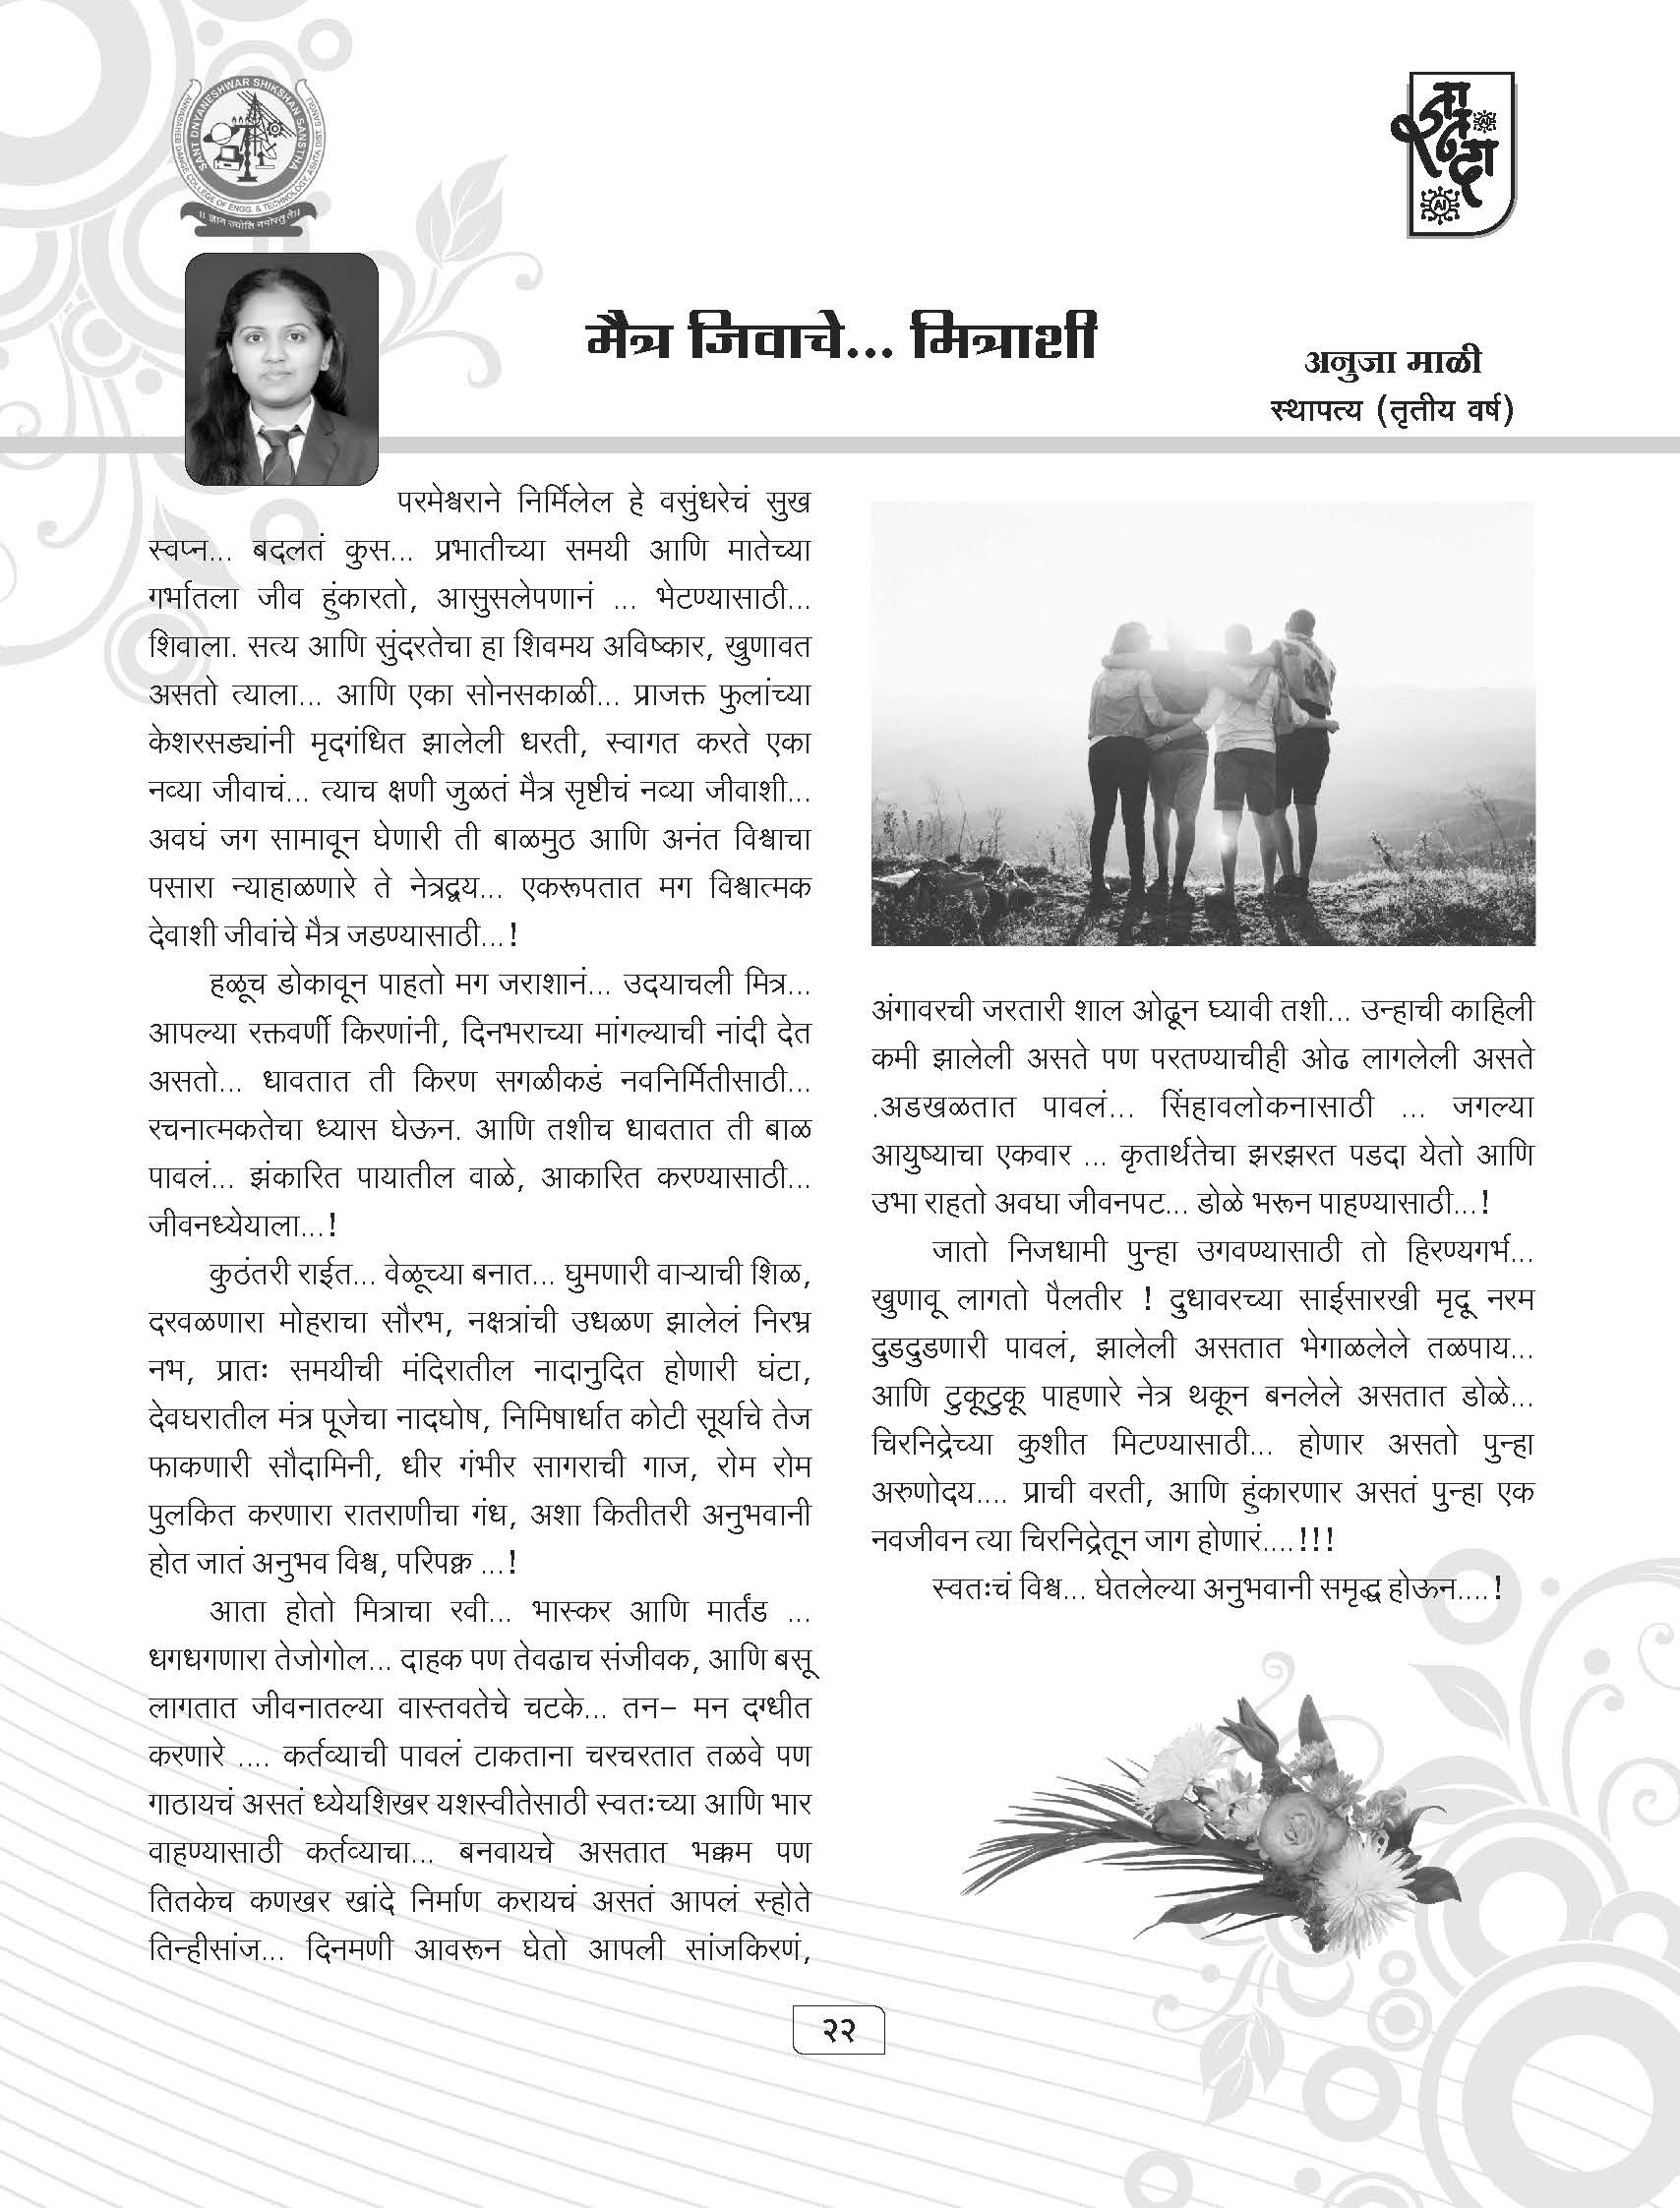 SANT DNYANESHWAR SHIKSHAN SANSTHA
ANNASAHEB DANGE COLLEGE OF ENGG. & TECHNOLOGY, ASHTA DIST. SANGLI
AI
AI
मैत्र जिवाचे... मित्राशी
अनुजा माळी
स्थापत्य (तृतीय वर्ष)
परमेश्वराने निर्मिलेल हे वसुंधरेचं सुख
स्वप्न... बदलतं कुस... प्रभातीच्या समयी आणि मातेच्या
गर्भातला जीव हुंकारतो, आसुसलेपणानं ... भेटण्यासाठी...
शिवाला. सत्य आणि सुंदरतेचा हा शिवमय अविष्कार, खुणावत
असतो त्याला... आणि एका सोनसकाळी... प्राजक्त फुलांच्या
केशरसड्यांनी मृदगंधित झालेली धरती, स्वागत करते एका
नव्या जीवाचं... त्याच क्षणी जुळतं मैत्र सृष्टीचं नव्या जीवाशी...
अवघं जग सामावून घेणारी ती बाळमुठ आणि अनंत विश्वाचा
पसारा न्याहाळणारे ते नेत्रद्वय... एकरूपतात मग विश्वात्मक
देवाशी जीवांचे मैत्र जडण्यासाठी...!
हळूच डोकावून पाहतो मग जराशानं... उदयाचली मित्र...
आपल्या रक्तवर्णी किरणांनी, दिनभराच्या मांगल्याची नांदी देत
असतो... धावतात ती किरण सगळीकडं नवनिर्मितीसाठी...
रचनात्मकतेचा ध्यास घेऊन. आणि तशीच धावतात ती बाळ
पावलं... झंकारित पायातील वाळे, आकारित करण्यासाठी...
जीवनध्येयाला...!
कुठंतरी राईत... वेळूच्या बनात... घुमणारी वाऱ्याची शिळ,
दरवळणारा मोहराचा सौरभ, नक्षत्रांची उधळण झालेलं निरभ्र
नभ, प्रातः समयीची मंदिरातील नादानुदित होणारी घंटा,
देवघरातील मंत्र पूजेचा नादघोष, निमिषार्धात कोटी सूर्याचे तेज
फाकणारी सौदामिनी, धीर गंभीर सागराची गाज, रोम रोम
पुलकित करणारा रातराणीचा गंध, अशा कितीतरी अनुभवानी
होत जातं अनुभव विश्व, परिपक्व ...!
आता होतो मित्राचा रवी... भास्कर आणि मार्तंड ...
धगधगणारा तेजोगोल... दाहक पण तेवढाच संजीवक, आणि बसू
लागतात जीवनातल्या वास्तवतेचे चटके... तन- मन दग्धीत
करणारे .... कर्तव्याची पावलं टाकताना चरचरतात तळवे पण
गाठायचं असतं ध्येयशिखर यशस्वीतेसाठी स्वतःच्या आणि भार
वाहण्यासाठी कर्तव्याचा... बनवायचे असतात भक्कम पण
तितकेच कणखर खांदे निर्माण करायचं असतं आपलं स्होते
तिन्हीसांज... दिनमणी आवरून घेतो आपली सांजकिरणं,
अंगावरची जरतारी शाल ओढून घ्यावी तशी... उन्हाची काहिली
कमी झालेली असते पण परतण्याचीही ओढ लागलेली असते
.अडखळतात पावलं... सिंहावलोकनासाठी ... जगल्या
आयुष्याचा एकवार ... कृतार्थतेचा झरझरत पडदा येतो आणि
उभा राहतो अवघा जीवनपट... डोळे भरून पाहण्यासाठी...!
जातो निजधामी पुन्हा उगवण्यासाठी तो हिरण्यगर्भ...
खुणावू लागतो पैलतीर ! दुधावरच्या साईसारखी मृदू नरम
दुडदुडणारी पावलं, झालेली असतात भेगाळलेले तळपाय...
आणि टुकूटुकू पाहणारे नेत्र थकून बनलेले असतात डोळे...
चिरनिद्रेच्या कुशीत मिटण्यासाठी... होणार असतो पुन्हा
अरुणोदय.... प्राची वरती, आणि हुंकारणार असतं पुन्हा एक
नवजीवन त्या चिरनिद्रेतून जाग होणारं....!!!
स्वतःचं विश्व... घेतलेल्या अनुभवानी समृद्ध होऊन....!
२२